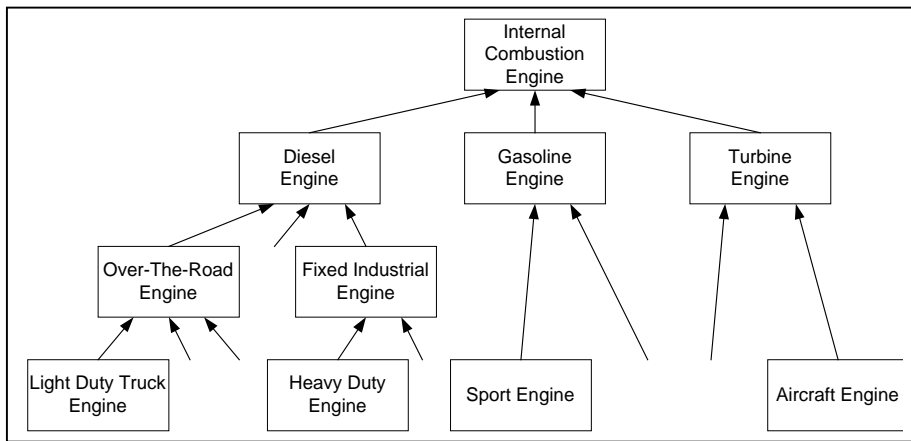 Internal
Combustion
Engine
Diesel
Engine
Gasoline
Engine
Turbine
Engine
Over-The-Road
Engine
Fixed Industrial
Engine
Light Duty Truck
Engine
Heavy Duty
Engine
Sport Engine
Aircraft Engine